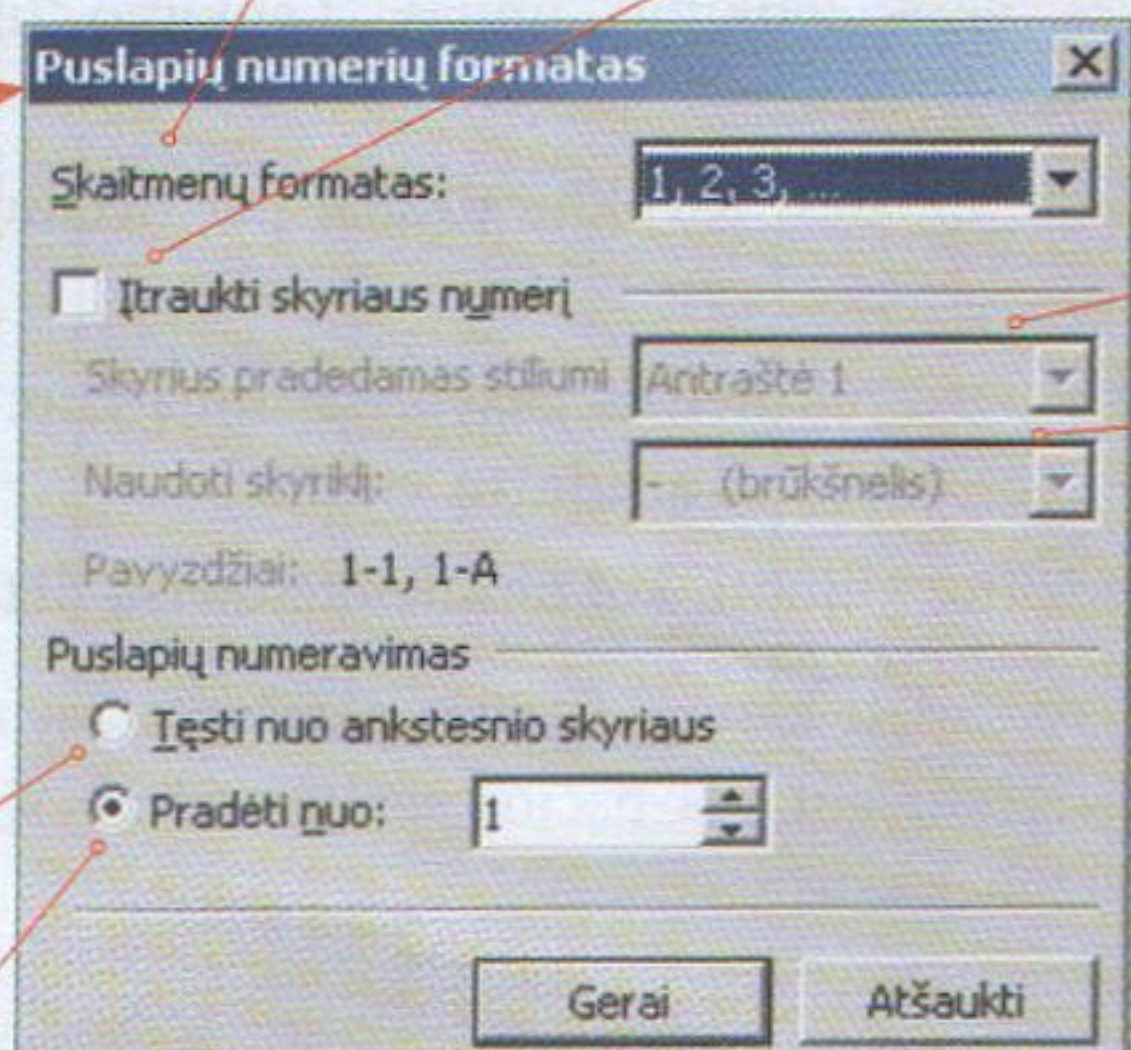 Puslapių numerių formatas
Skaitmenų formatas: 1, 2, 3, ...
Įtraukti skyriaus numerį
Skyrius pradedamas stiliumi Antraštė 1
Naudoti skyriklį: - (brūkšnelis)
Pavyzdžiai: 1-1, 1-A
Puslapių numeravimas
Tęsti nuo ankstesnio skyriaus
Pradėti nuo: 1
Gerai Atšaukti